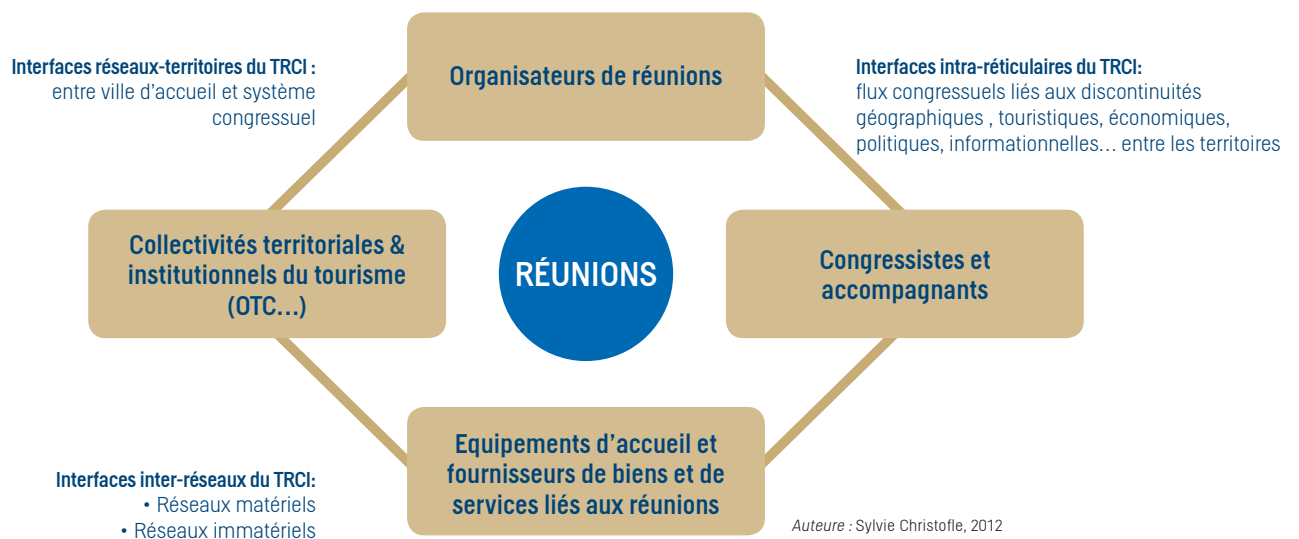 Organisateurs de réunions
Interfaces réseaux-territoires du TRCI :
entre ville d'accueil et système
congressuel
Interfaces intra-réticulaires du TRCI:
flux congressuels liés aux discontinuités
géographiques , touristiques, économiques,
politiques, informationnelles… entre les territoires
Collectivités territoriales &
institutionnels du tourisme
(OTC…)
RÉUNIONS
Congressistes et
accompagnants
Equipements d'accueil et
fournisseurs de biens et de
services liés aux réunions
Interfaces inter-réseaux du TRCI:
• Réseaux matériels
• Réseaux immatériels
Auteure : Sylvie Christofle, 2012